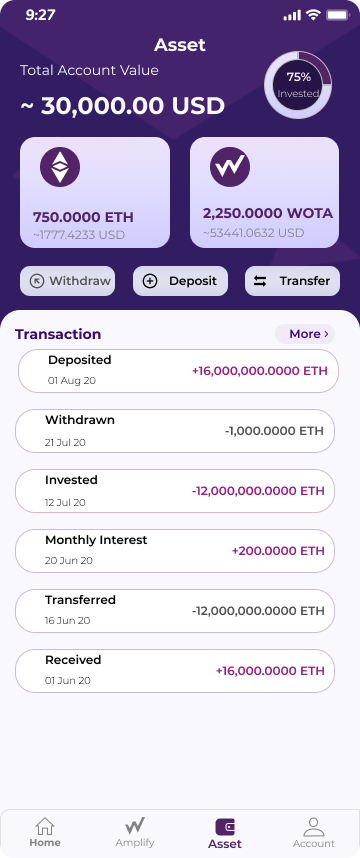 9:27
Asset
Total Account Value
~ 30,000.00 USD
75%
Invested
750.0000 ETH
~1777.4233 USD
2,250.0000 WOTA
~53441.0632 USD
Withdraw
Deposit
Transfer
Transaction
More ›
Deposited
01 Aug 20
+16,000,000.0000 ETH
Withdrawn
21 Jul 20
-1,000.0000 ETH
Invested
12 Jul 20
-12,000,000.0000 ETH
Monthly Interest
20 Jun 20
+200.0000 ETH
Transferred
16 Jun 20
-12,000,000.0000 ETH
Received
01 Jun 20
+16,000.0000 ETH
Home
Amplify
Asset
Account